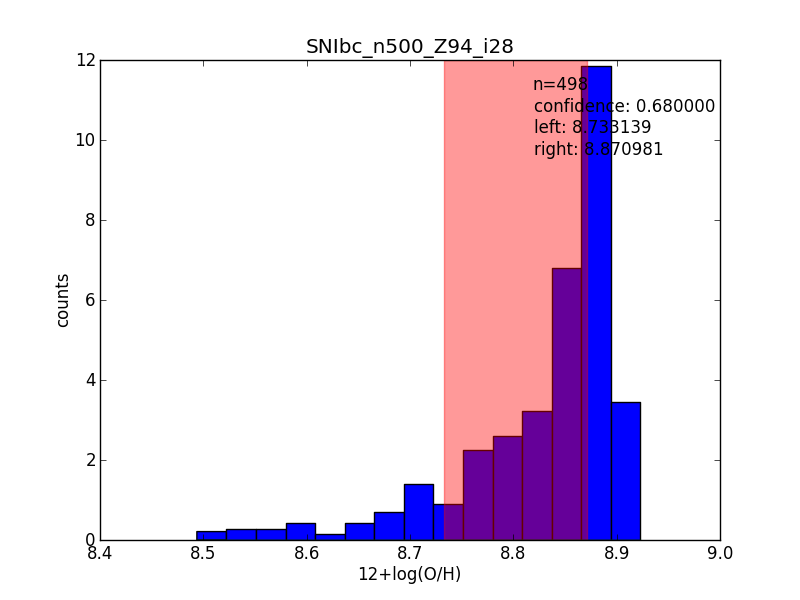 SNIbc_n500_Z94_i28
n=498
confidence: 0.680000
left: 8.733139
right: 8.870981
counts
12
10
8
6
4
2
0
8.4 8.5 8.6 8.7 8.8 8.9 9.0
12+log(O/H)